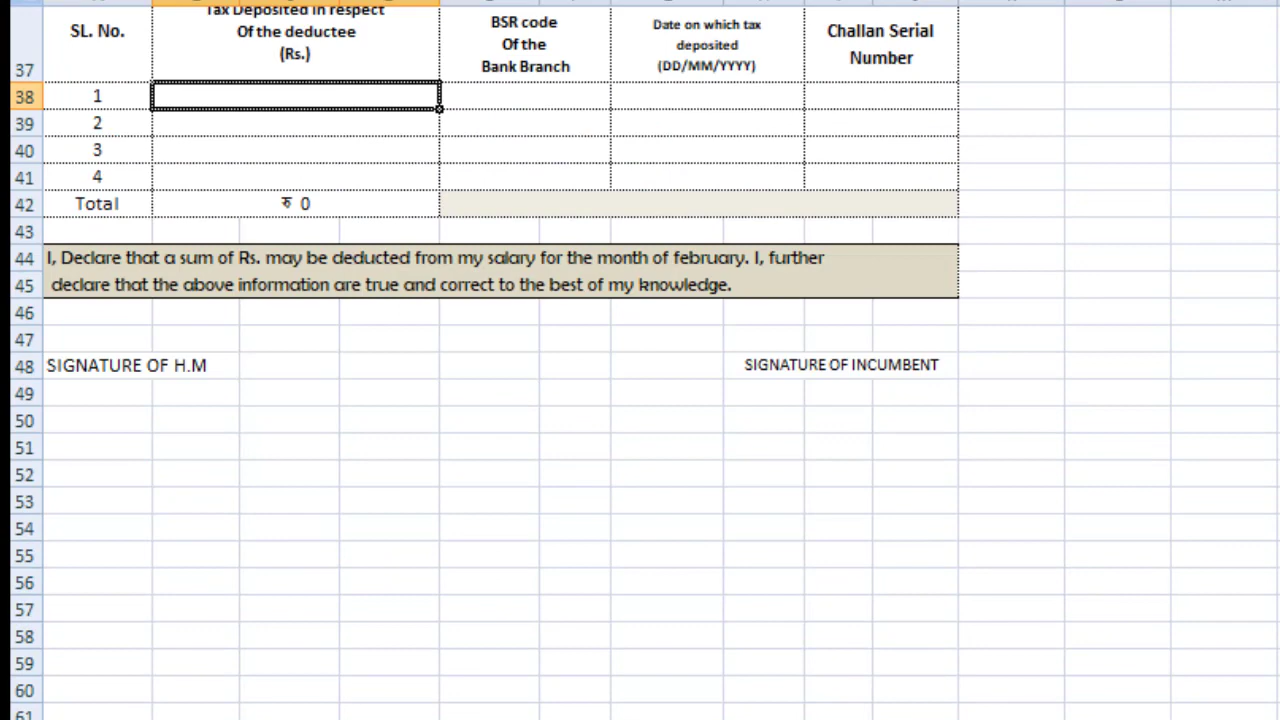 SL. No.
Tax Deposited in respect
Of the deductee
(Rs.)
BSR code
Of the
Bank Branch
Date on which tax
deposited
(DD/MM/YYYY)
Challan Serial
Number
37
38 1
39 2
40 3
41 4
42 Total रु 0
43
44 I, Declare that a sum of Rs. may be deducted from my salary for the month of february. I, further
45 declare that the above information are true and correct to the best of my knowledge.
46
47
48 SIGNATURE OF H.M SIGNATURE OF INCUMBENT
49
50
51
52
53
54
55
56
57
58
59
60
61